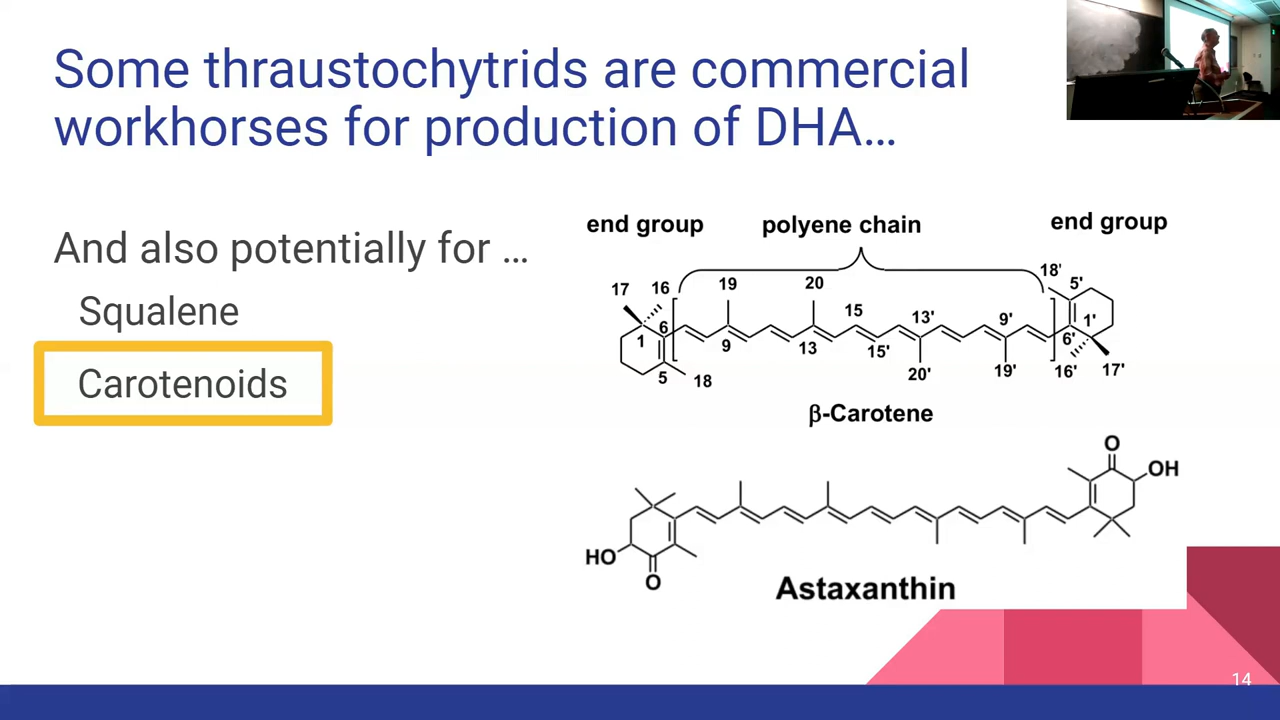 Some thraustochytrids are commercial
workhorses for production of DHA…
And also potentially for …
Squalene
Carotenoids
end group
polyene chain
end group
17
16
19
20
18'
5'
1
6
9
13
15
15'
13'
9'
1'
6'
5
18
20'
19'
16'
17'
β-Carotene
O
OH
HO
O
Astaxanthin
14